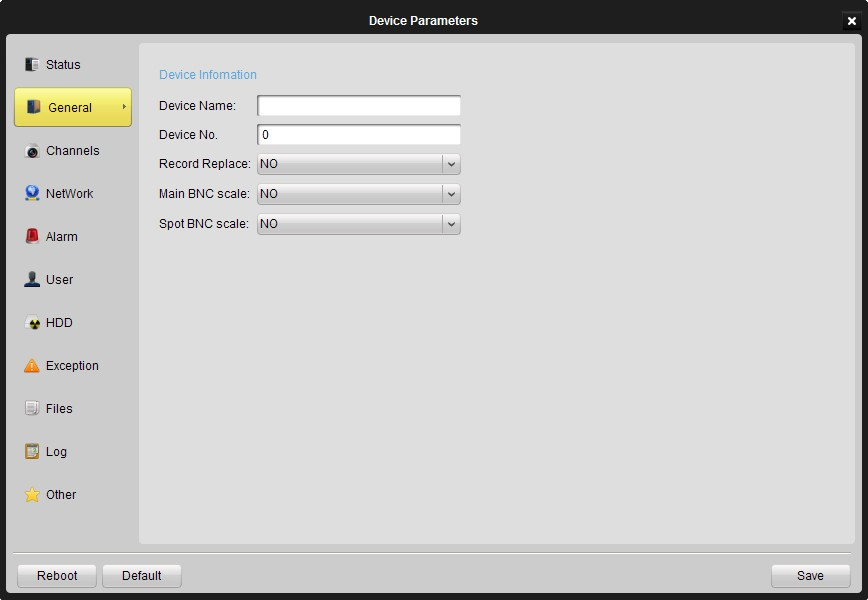 Device Parameters
Status
General
Channels
NetWork
Alarm
User
HDD
Exception
Files
Log
Other
Device Infomation
Device Name:
Device No. 0
Record Replace: NO
Main BNC scale: NO
Spot BNC scale: NO
Reboot Default Save